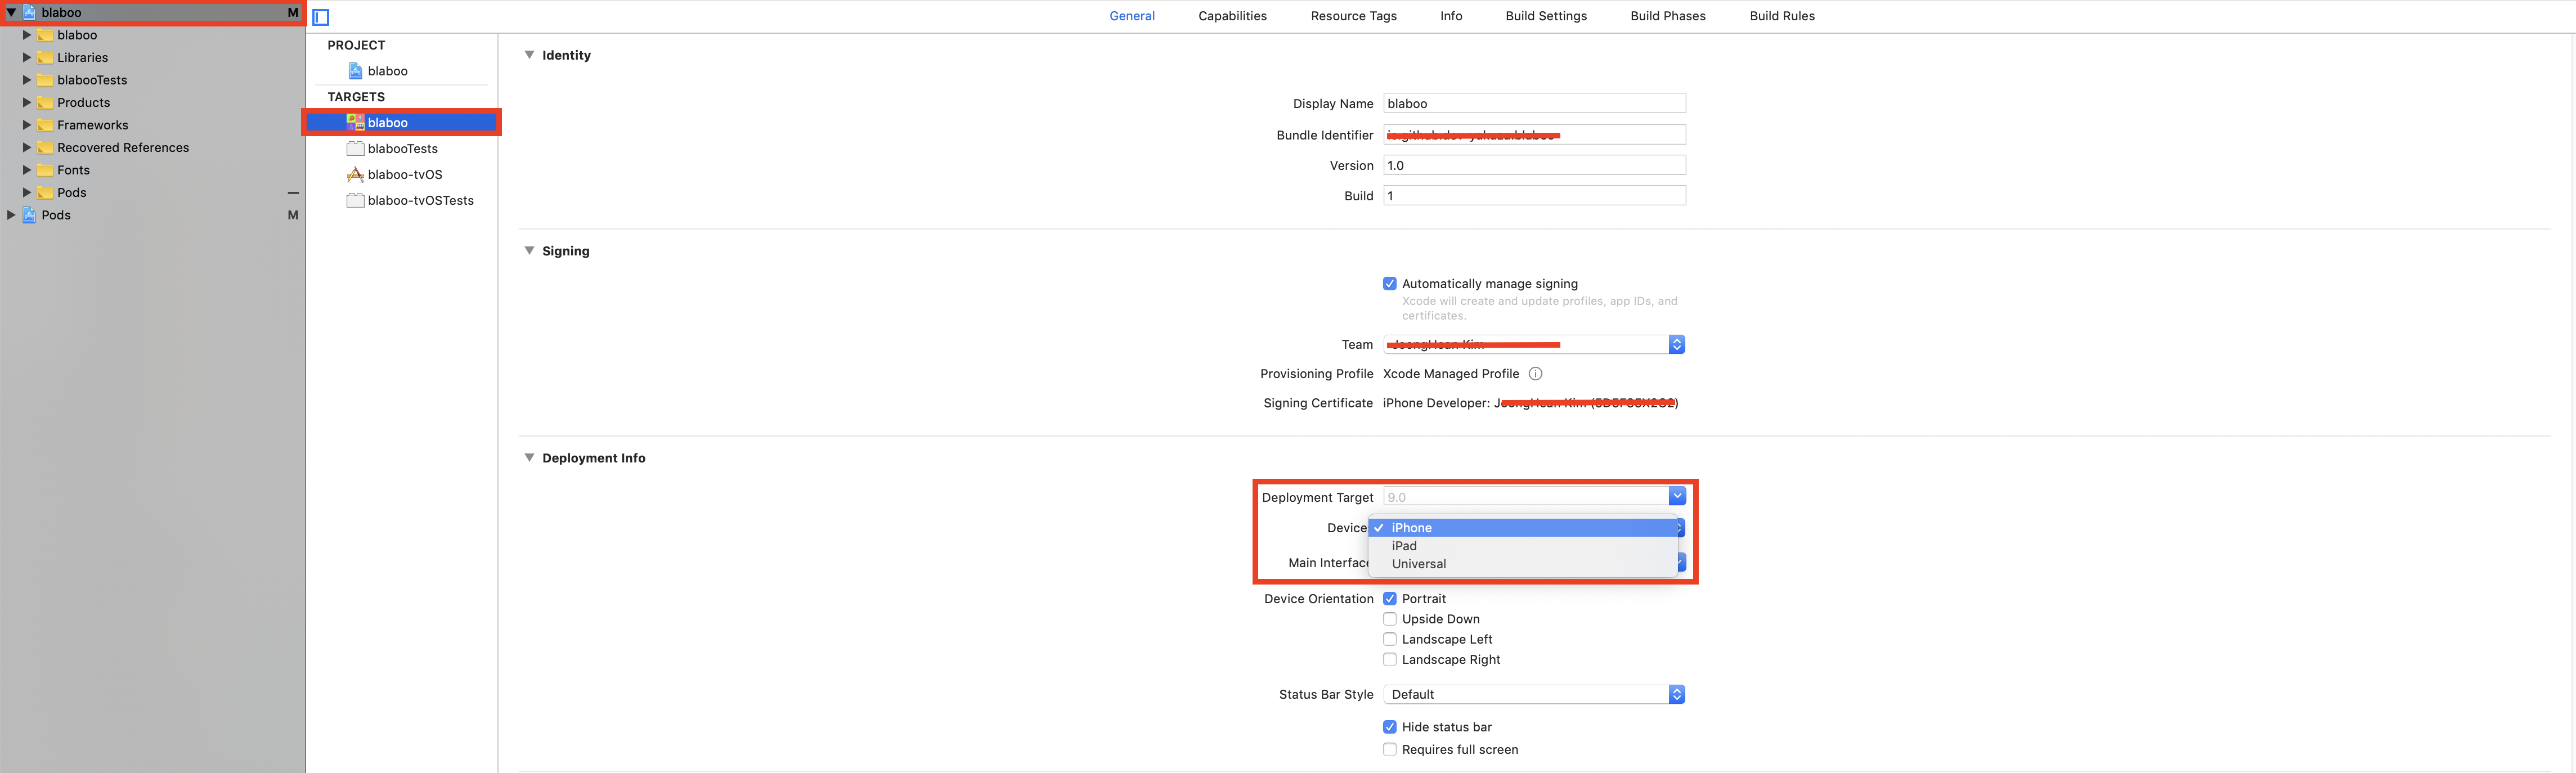 blaboo M
blaboo
Libraries
blabooTests
Products
Frameworks
Recovered References
Fonts
Pods
Pods M
General Capabilities Resource Tags Info Build Settings Build Phases Build Rules
PROJECT
blaboo
TARGETS
blaboo
blabooTests
blaboo-tvOS
blaboo-tvOSTests
Identity
Display Name blaboo
Bundle Identifier
Version 1.0
Build 1
Signing
Automatically manage signing
Xcode will create and update profiles, app IDs, and
certificates.
Team
Provisioning Profile Xcode Managed Profile
Signing Certificate iPhone Developer:
Deployment Info
Deployment Target 9.0
Device iPhone
iPad
Main Interface Universal
Device Orientation Portrait
Upside Down
Landscape Left
Landscape Right
Status Bar Style Default
Hide status bar
Requires full screen